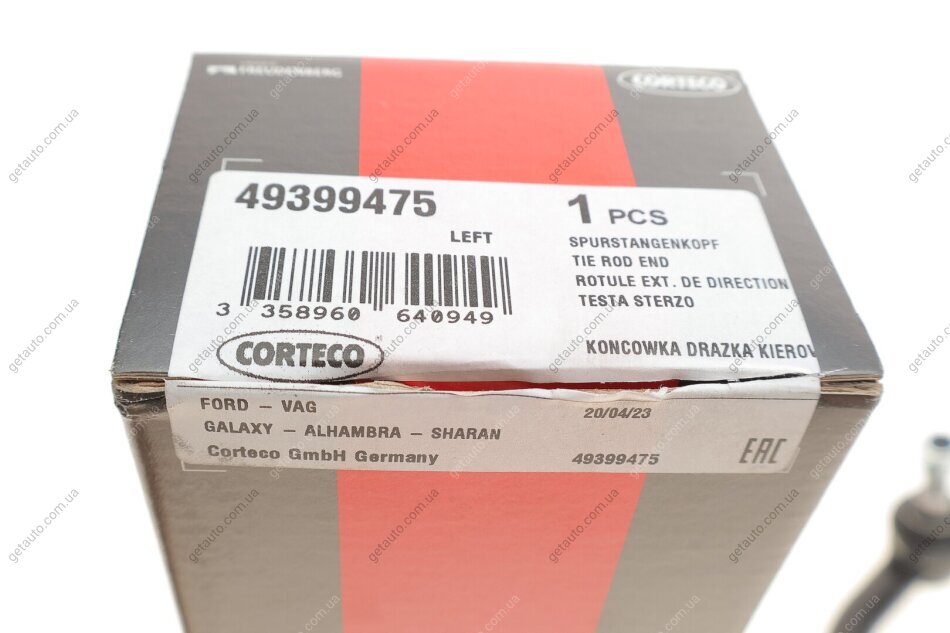 FREUDENBERG
CORTECO
49399475
1 PCS
LEFT
SPURSTANGENKOPF
TIE ROD END
ROTULE EXT. DE DIRECTION
TESTA STERZO
KONCOWKA DRAZKA KIEROW
3 358960 640949
CORTECO
FORD – VAG
20/04/23
GALAXY – ALHAMBRA – SHARAN
Corteco GmbH Germany
49399475
EAC
getauto.com.ua